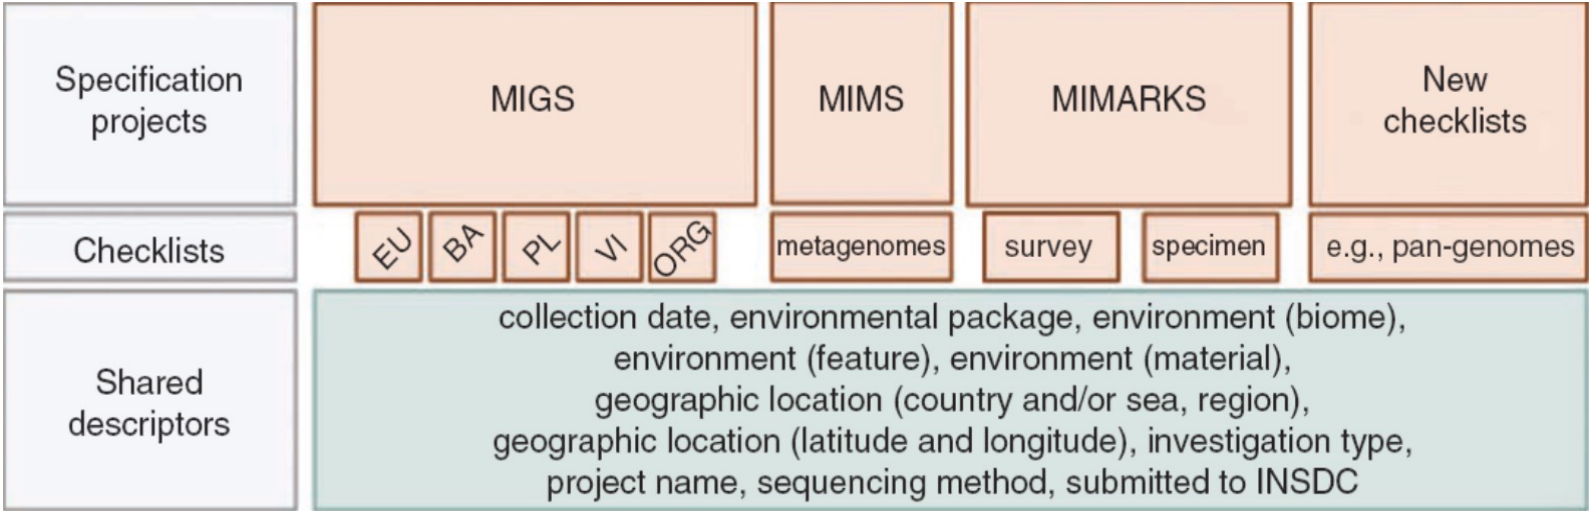 Specification
projects
MIGS
MIMS
MIMARKS
New
checklists
Checklists
EU
BA
PL
VI
ORG
metagenomes
survey
specimen
e.g., pan-genomes
Shared
descriptors
collection date, environmental package, environment (biome),
environment (feature), environment (material),
geographic location (country and/or sea, region),
geographic location (latitude and longitude), investigation type,
project name, sequencing method, submitted to INSDC